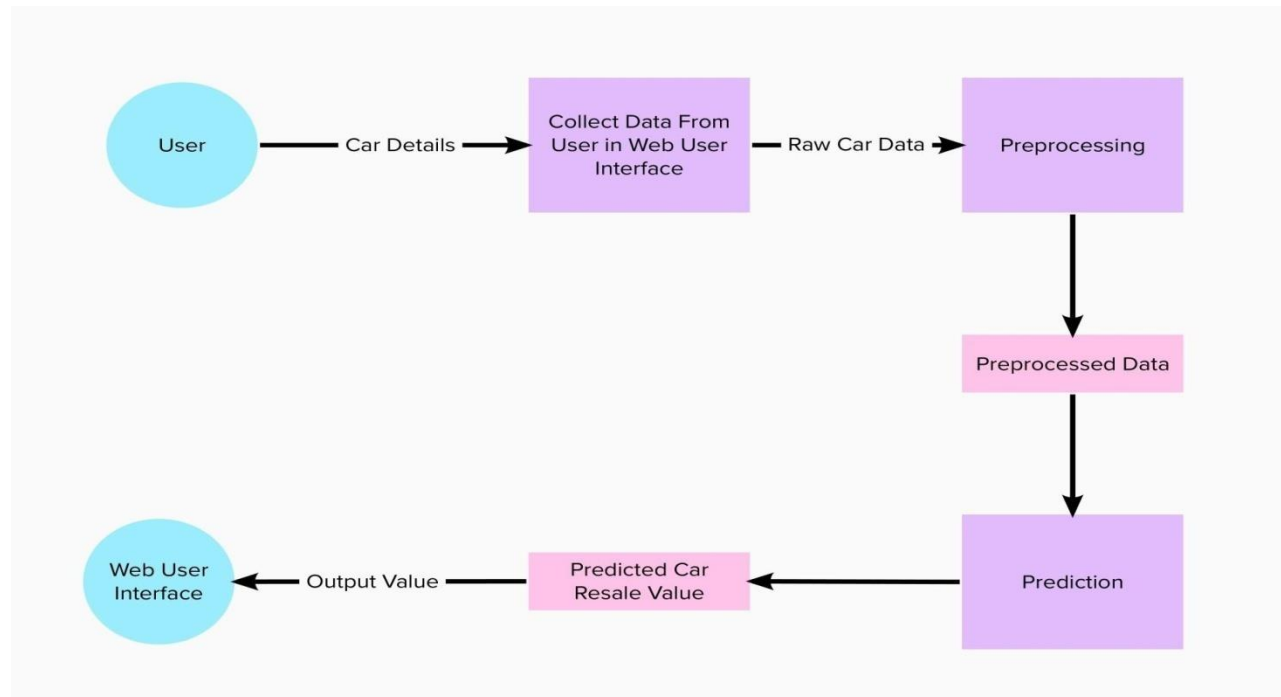 User
Car Details
Collect Data From
User in Web User
Interface
Raw Car Data
Preprocessing
Preprocessed Data
Prediction
Predicted Car
Resale Value
Output Value
Web User
Interface